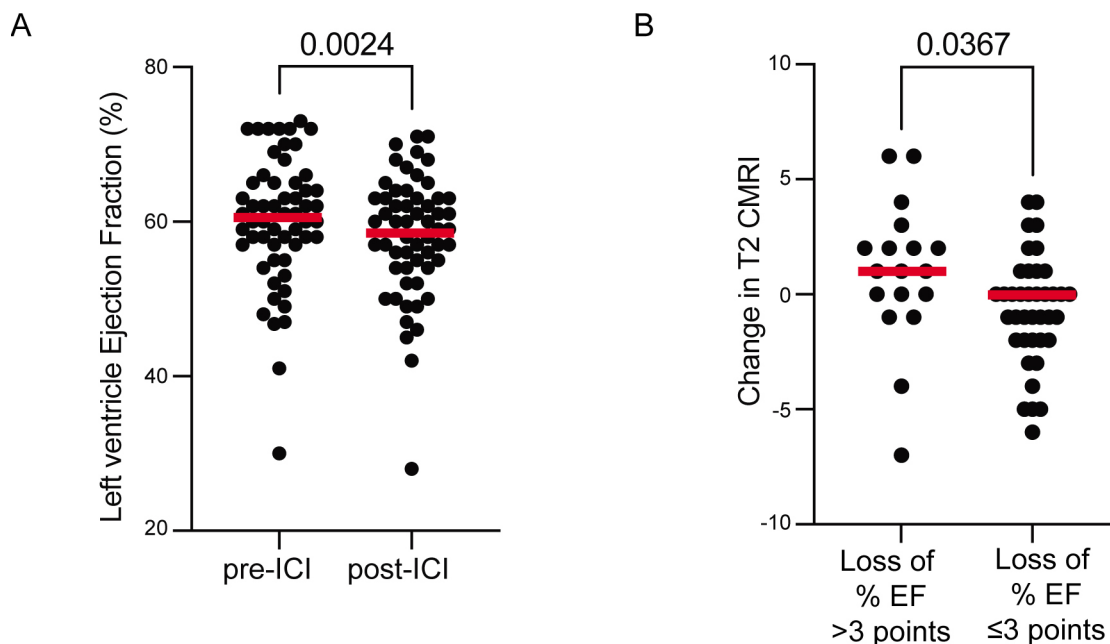 A
0.0024
Left ventricle Ejection Fraction (%)
80
60
40
20
pre-ICI
post-ICI
B
0.0367
Change in T2 CMRI
10
5
0
-5
-10
Loss of
% EF
>3 points
Loss of
% EF
≤3 points